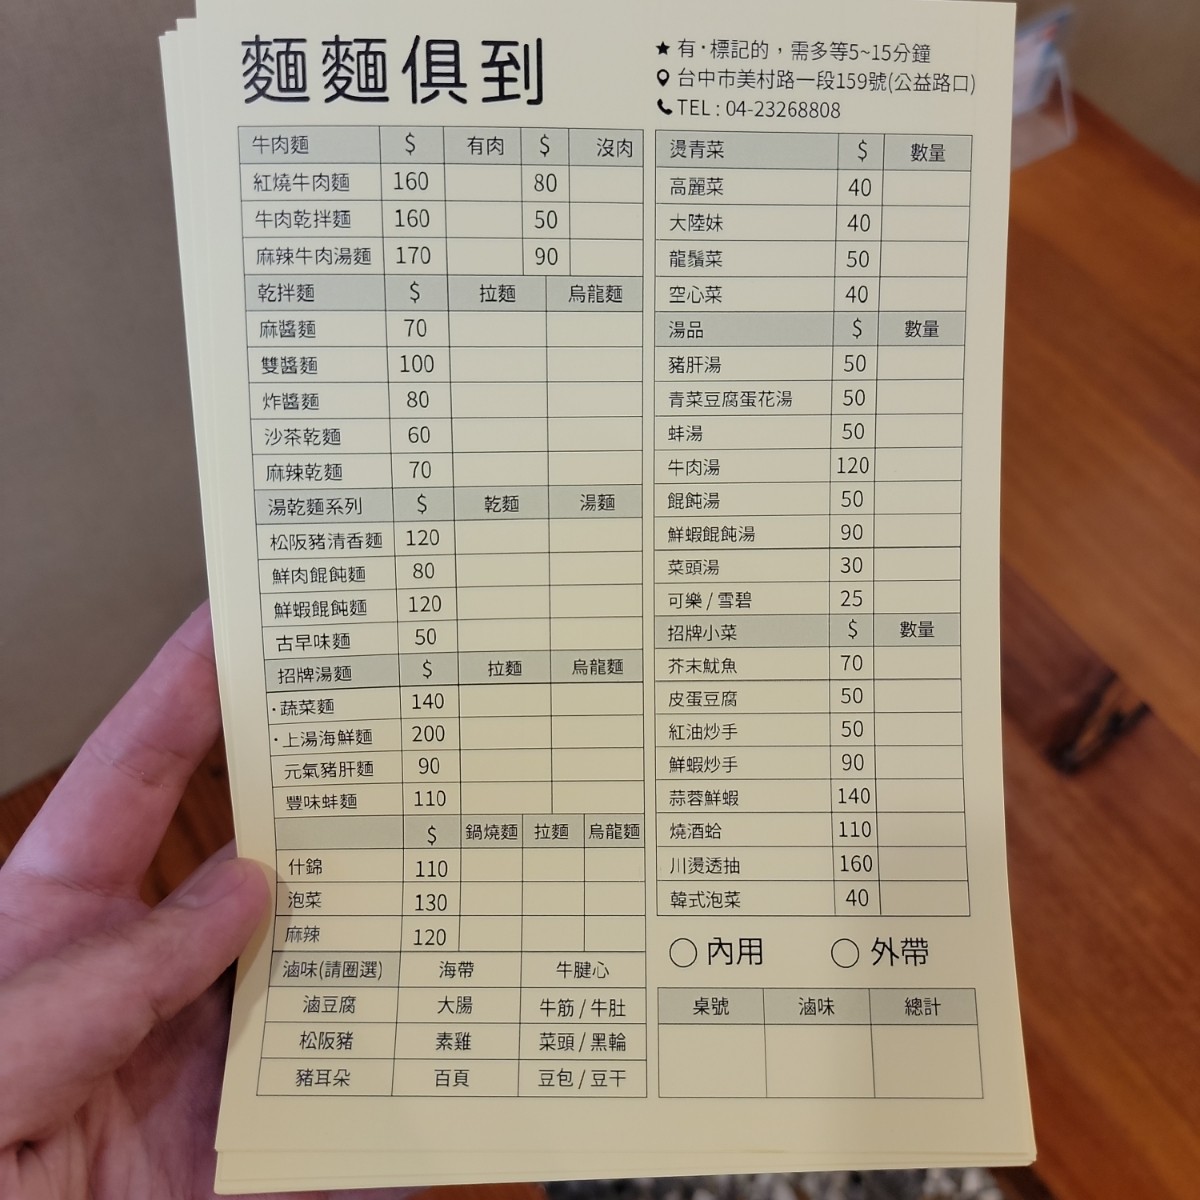 麵麵俱到
★ 有·標記的，需多等5~15分鐘
台中市美村路一段159號(公益路口)
TEL : 04-23268808
牛肉麵 $ 有肉 $ 沒肉
紅燒牛肉麵 160 80
牛肉乾拌麵 160 50
麻辣牛肉湯麵 170 90
乾拌麵 $ 拉麵 烏龍麵
麻醬麵 70
雙醬麵 100
炸醬麵 80
沙茶乾麵 60
麻辣乾麵 70
湯乾麵系列 $ 乾麵 湯麵
松阪豬清香麵 120
鮮肉餛飩麵 80
鮮蝦餛飩麵 120
古早味麵 50
招牌湯麵 $ 拉麵 烏龍麵
·蔬菜麵 140
·上湯海鮮麵 200
元氣豬肝麵 90
豐味蚌麵 110
$ 鍋燒麵 拉麵 烏龍麵
什錦 110
泡菜 130
麻辣 120
滷味(請圈選) 海帶 牛腱心
滷豆腐 大腸 牛筋 / 牛肚
松阪豬 素雞 菜頭 / 黑輪
豬耳朵 百頁 豆包 / 豆干
燙青菜 $ 數量
高麗菜 40
大陸妹 40
龍鬚菜 50
空心菜 40
湯品 $ 數量
豬肝湯 50
青菜豆腐蛋花湯 50
蚌湯 50
牛肉湯 120
餛飩湯 50
鮮蝦餛飩湯 90
菜頭湯 30
可樂 / 雪碧 25
招牌小菜 $ 數量
芥末魷魚 70
皮蛋豆腐 50
紅油炒手 50
鮮蝦炒手 90
蒜蓉鮮蝦 140
燒酒蛤 110
川燙透抽 160
韓式泡菜 40
○ 內用 ○ 外帶
桌號 滷味 總計